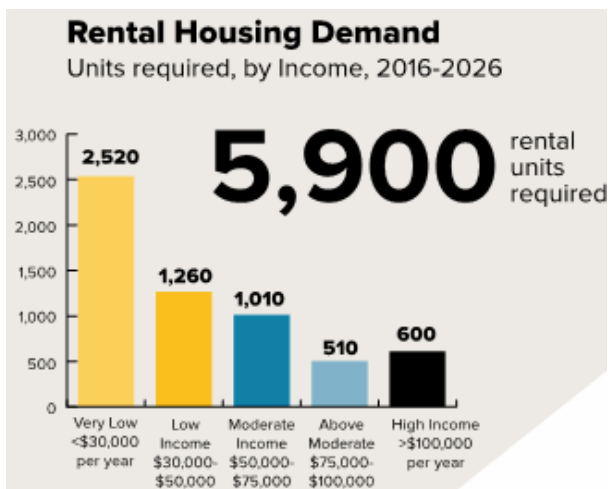 Rental Housing Demand
Units required, by Income, 2016-2026
5,900
rental
units
required
3,000
2,500
2,000
1,500
1,000
500
0
2,520
1,260
1,010
510
600
Very Low
<$30,000
per year
Low
Income
$30,000-
$50,000
Moderate
Income
$50,000-
$75,000
Above
Moderate
$75,000-
$100,000
High Income
>$100,000
per year